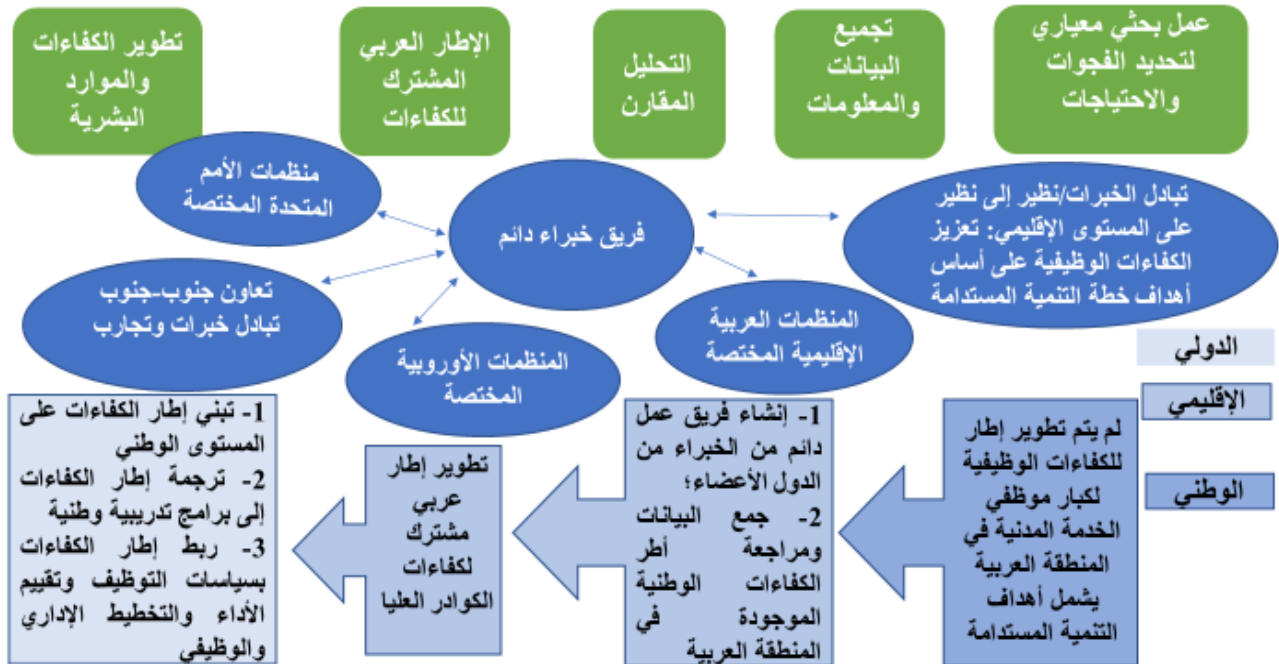 عمل بحثي معياري
لتحديد الفجوات
والاحتياجات
تجميع
البيانات
والمعلومات
التحليل
المقارن
الإطار العربي
المشترك
للكفاءات
تطوير الكفاءات
والموارد
البشرية
تبادل الخبرات/نظير إلى نظير
على المستوى الإقليمي: تعزيز
الكفاءات الوظيفية على أساس
أهداف خطة التنمية المستدامة
فريق خبراء دائم
منظمات الأمم
المتحدة المختصة
تعاون جنوب-جنوب
تبادل خبرات وتجارب
المنظمات الأوروبية
المختصة
المنظمات العربية
الإقليمية المختصة
الدولي
الإقليمي
الوطني
لم يتم تطوير إطار
للكفاءات الوظيفية
لكبار موظفي
الخدمة المدنية في
المنطقة العربية
يشمل أهداف
التنمية المستدامة
1- إنشاء فريق عمل
دائم من الخبراء من
الدول الأعضاء؛
2- جمع البيانات
ومراجعة أطر
الكفاءات الوطنية
الموجودة في
المنطقة العربية
تطوير إطار
عربي
مشترك
لكفاءات
الكوادر العليا
1- تبني إطار الكفاءات على
المستوى الوطني
2- ترجمة إطار الكفاءات
إلى برامج تدريبية وطنية
3- ربط إطار الكفاءات
بسياسات التوظيف وتقييم
الأداء والتخطيط الإداري
والوظيفي